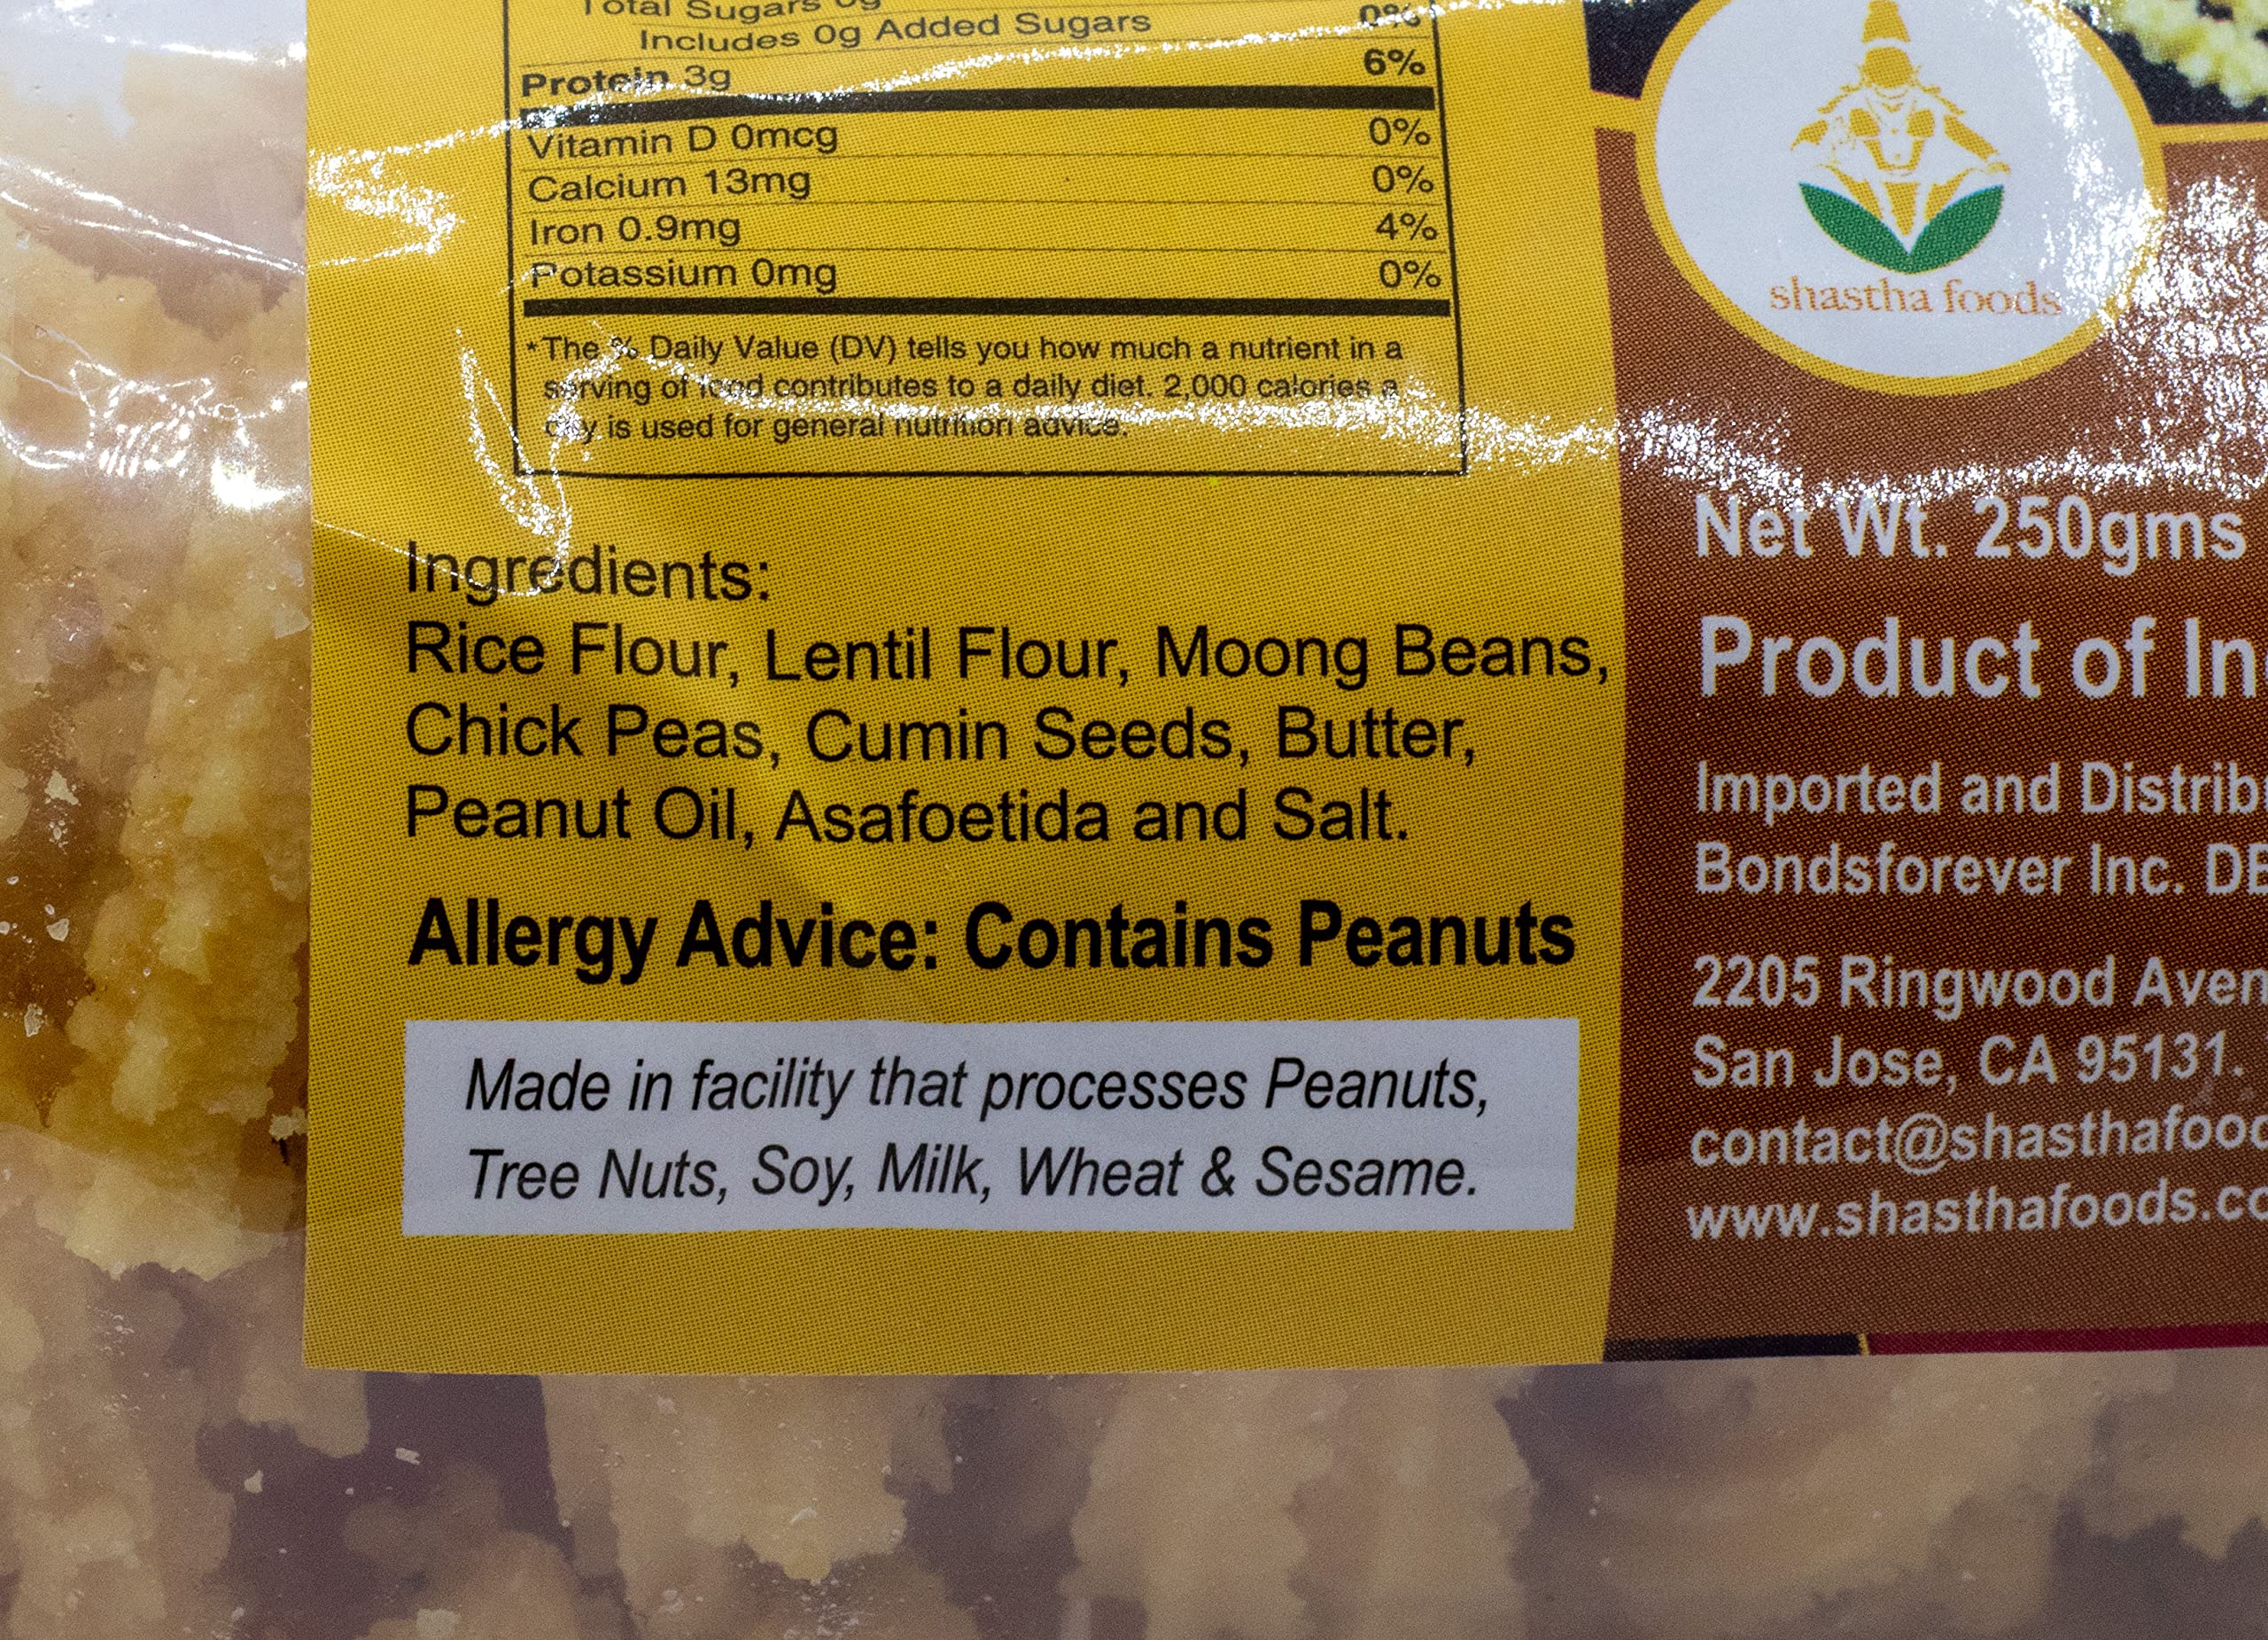 Total Sugars 0g
Includes 0g Added Sugars 0%
Protein 3g 6%
Vitamin D 0mcg 0%
Calcium 13mg 0%
Iron 0.9mg 4%
Potassium 0mg 0%
*The % Daily Value (DV) tells you how much a nutrient in a
serving of food contributes to a daily diet. 2,000 calories a
day is used for general nutrition advice.
Ingredients:
Rice Flour, Lentil Flour, Moong Beans,
Chick Peas, Cumin Seeds, Butter,
Peanut Oil, Asafoetida and Salt.
Allergy Advice: Contains Peanuts
Made in facility that processes Peanuts,
Tree Nuts, Soy, Milk, Wheat & Sesame.
shastha foods
Net Wt. 250gms
Product of In
Imported and Distrib
Bondsforever Inc. DB
2205 Ringwood Aven
San Jose, CA 95131.
contact@shasthafood
www.shasthafoods.co